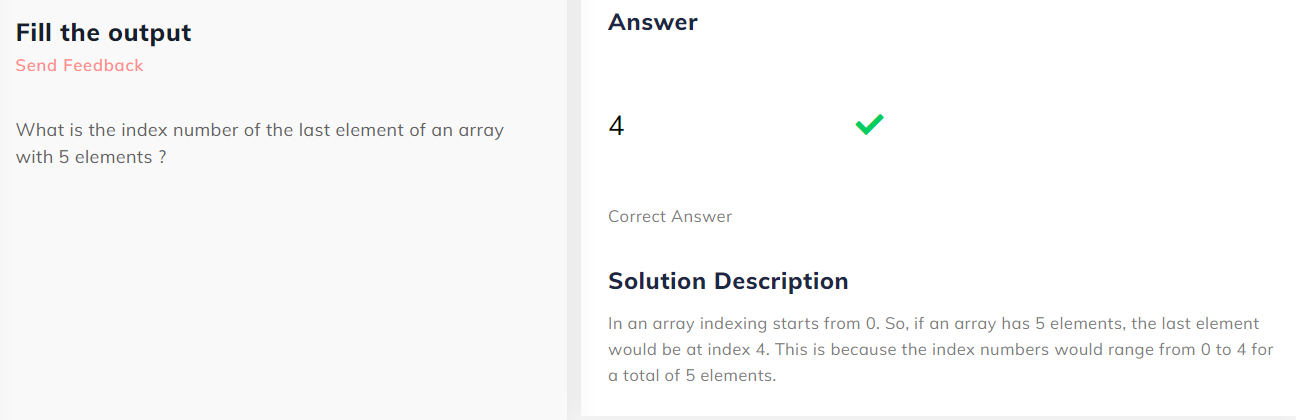 Fill the output
Send Feedback
What is the index number of the last element of an array
with 5 elements ?
Answer
4
Correct Answer
Solution Description
In an array indexing starts from 0. So, if an array has 5 elements, the last element
would be at index 4. This is because the index numbers would range from 0 to 4 for
a total of 5 elements.